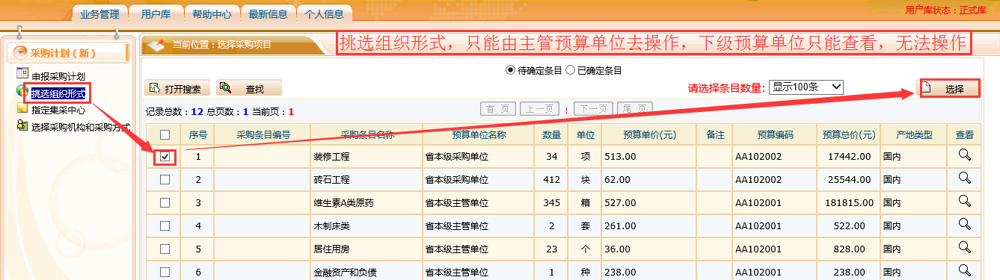 业务管理 用户库 帮助中心 最新信息 个人信息
用户库状态：正式库
采购计划（新）
申报采购计划
挑选组织形式
指定集采中心
选择采购机构和采购方式
当前位置：选择采购项目
挑选组织形式，只能由主管预算单位去操作，下级预算单位只能查看，无法操作
待确定条目 已确定条目
打开搜索 查找 请选择条目数量: 显示100条 选择
记录总数：12 总页数：1 当前页：1 首 页 上一页 下一页 尾 页
序号 采购条目编号 采购条目名称 预算单位名称 数量 单位 预算单价(元) 备注 预算编码 预算总价(元) 产地类型 查看
1 装修工程 省本级采购单位 34 项 513.00 AA102002 17442.00 国内
2 砖石工程 省本级采购单位 412 块 62.00 AA102002 25544.00 国内
3 维生素A类原药 省本级主管单位 345 箱 527.00 AA102001 181815.00 国内
4 木制床类 省本级主管单位 2 套 261.00 AA102001 522.00 国内
5 居住用房 省本级主管单位 23 个 36.00 AA102001 828.00 国内
6 金融资产和负债 省本级主管单位 1 种 238.00 AA102001 238.00 国内